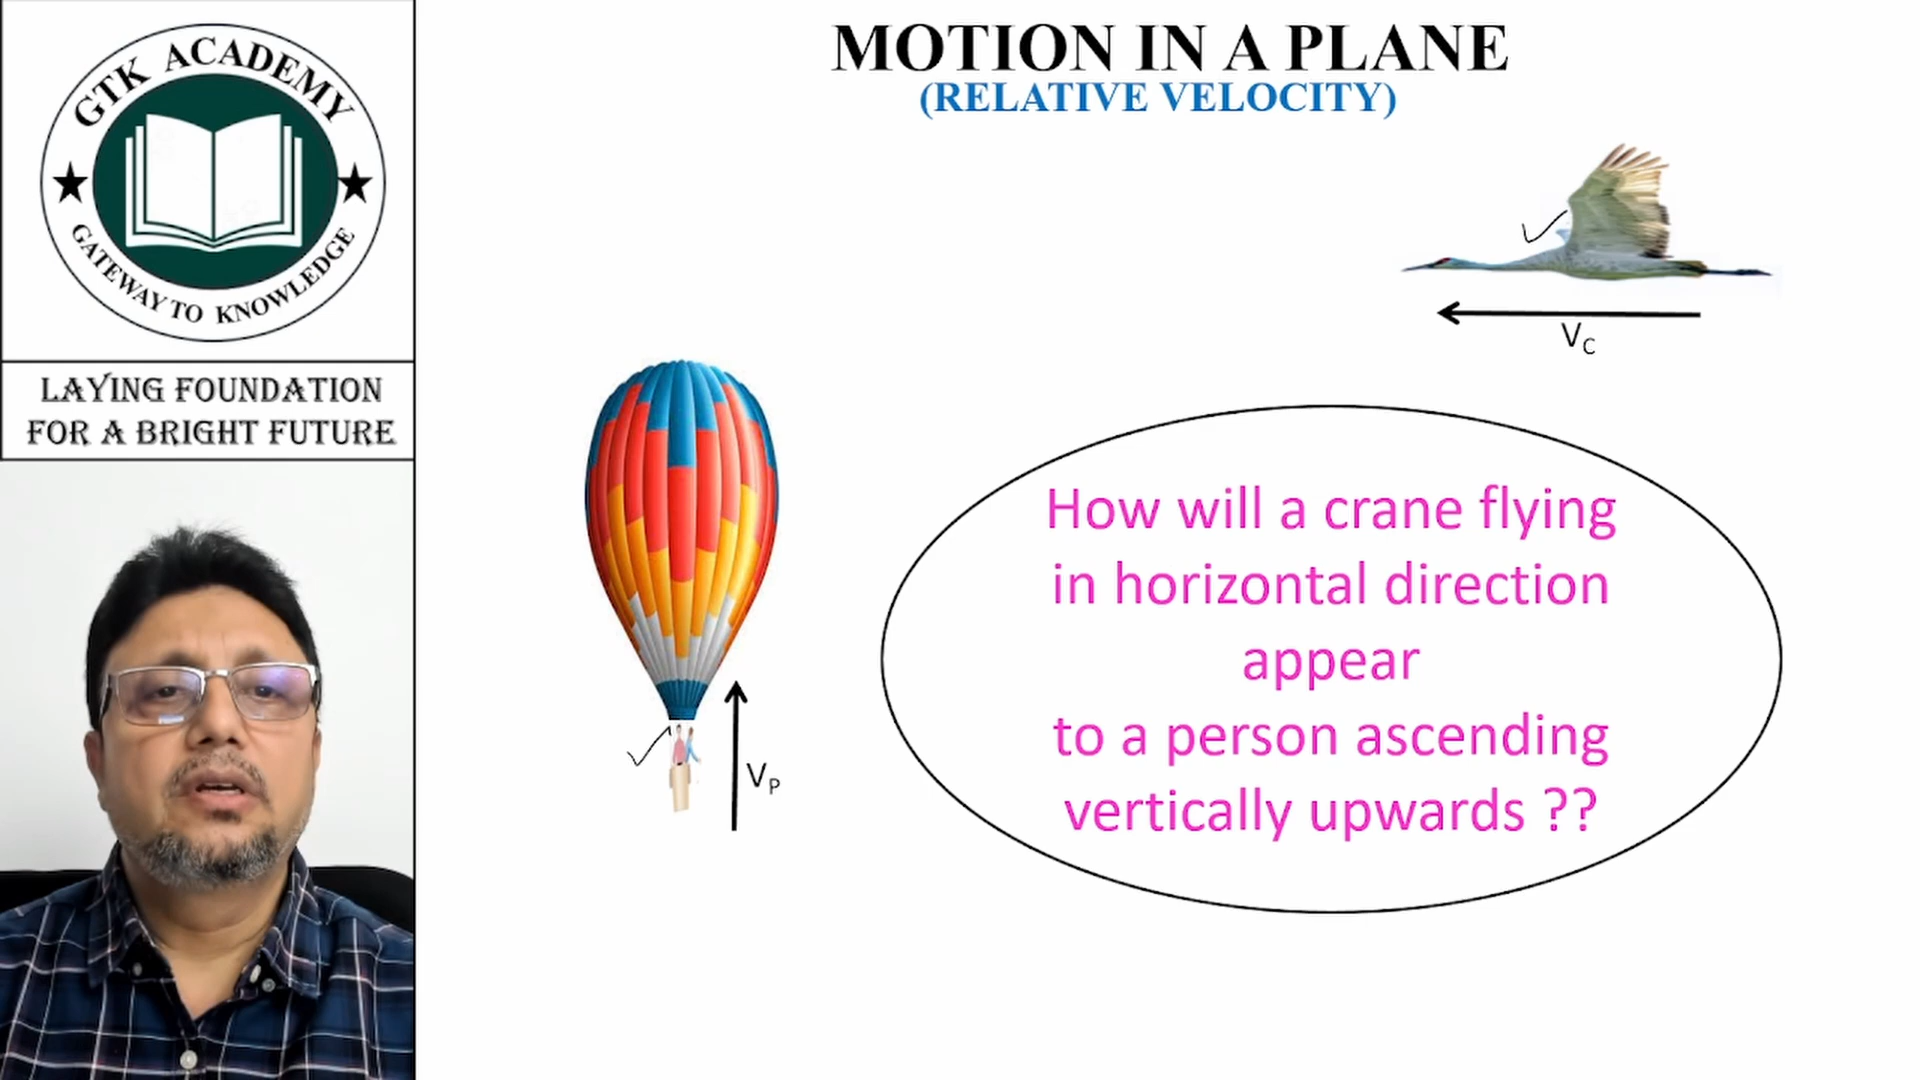 GTK ACADEMY
GATEWAY TO KNOWLEDGE
LAYING FOUNDATION
FOR A BRIGHT FUTURE
MOTION IN A PLANE
(RELATIVE VELOCITY)
VC
VP
How will a crane flying
in horizontal direction
appear
to a person ascending
vertically upwards ??